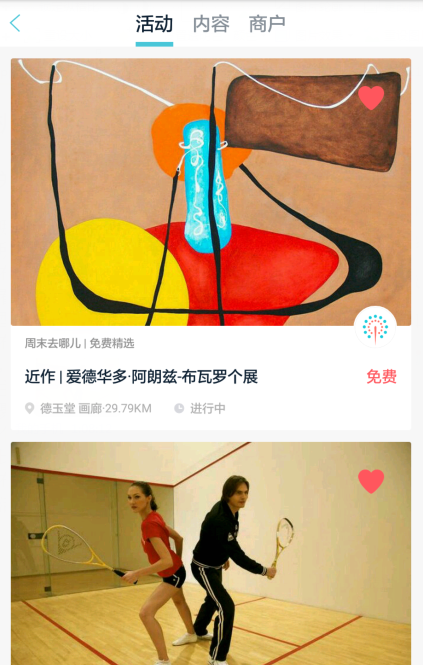 活动 内容 商户
周末去哪儿 | 免费精选
近作 | 爱德华多·阿朗兹-布瓦罗个展 免费
德玉堂 画廊·29.79KM 进行中